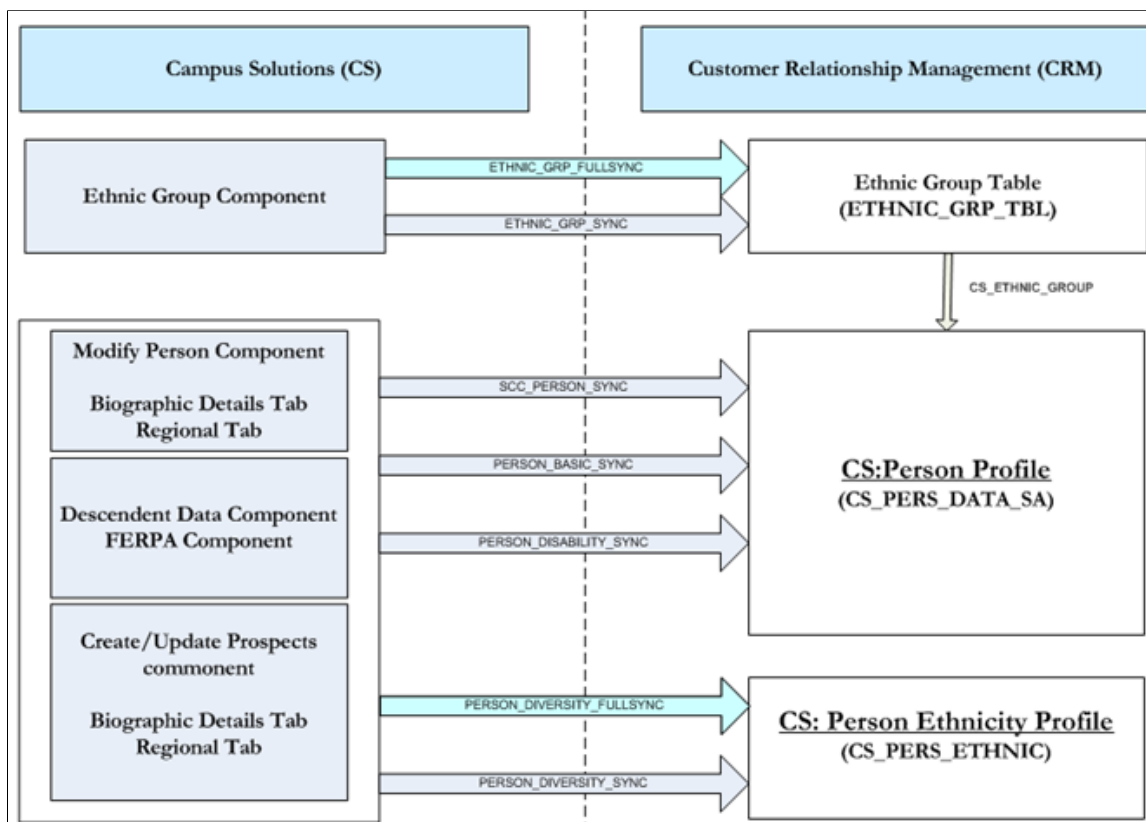 Campus Solutions (CS)
Customer Relationship Management (CRM)
Ethnic Group Component
ETHNIC_GRP_FULLSYNC
ETHNIC_GRP_SYNC
Ethnic Group Table
(ETHNIC_GRP_TBL)
CS_ETHNIC_GROUP
Modify Person Component
Biographic Details Tab
Regional Tab
SCC_PERSON_SYNC
PERSON_BASIC_SYNC
Descendent Data Component
FERPA Component
PERSON_DISABILITY_SYNC
CS:Person Profile
(CS_PERS_DATA_SA)
Create/Update Prospects
commonent
Biographic Details Tab
Regional Tab
PERSON_DIVERSITY_FULLSYNC
PERSON_DIVERSITY_SYNC
CS: Person Ethnicity Profile
(CS_PERS_ETHNIC)